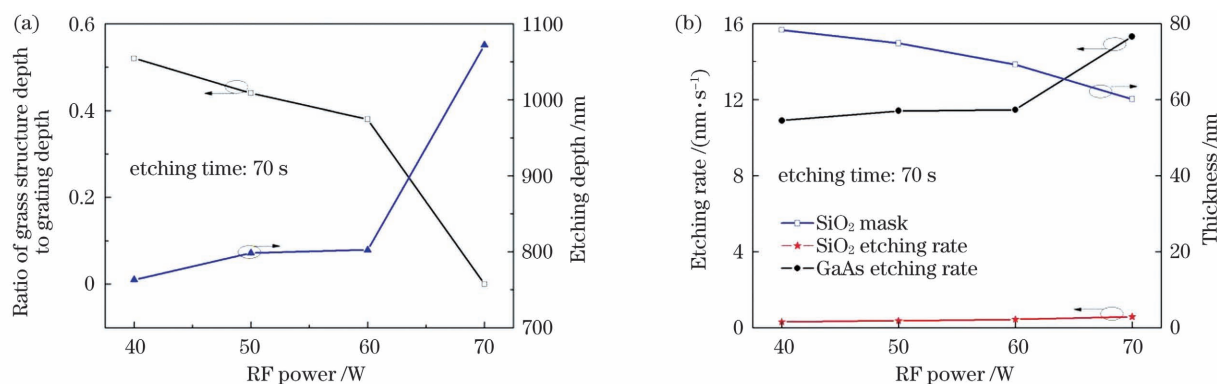 (a)
0.6
0.4
0.2
0
Ratio of grass structure depth
to grating depth
etching time: 70 s
1100
1000
900
800
700
Etching depth /nm
40 50 60 70
RF power /W
(b)
16
12
8
4
0
Etching rate /(nm·s⁻¹)
etching time: 70 s
SiO₂ mask
SiO₂ etching rate
GaAs etching rate
80
60
40
20
0
Thickness /nm
40 50 60 70
RF power /W